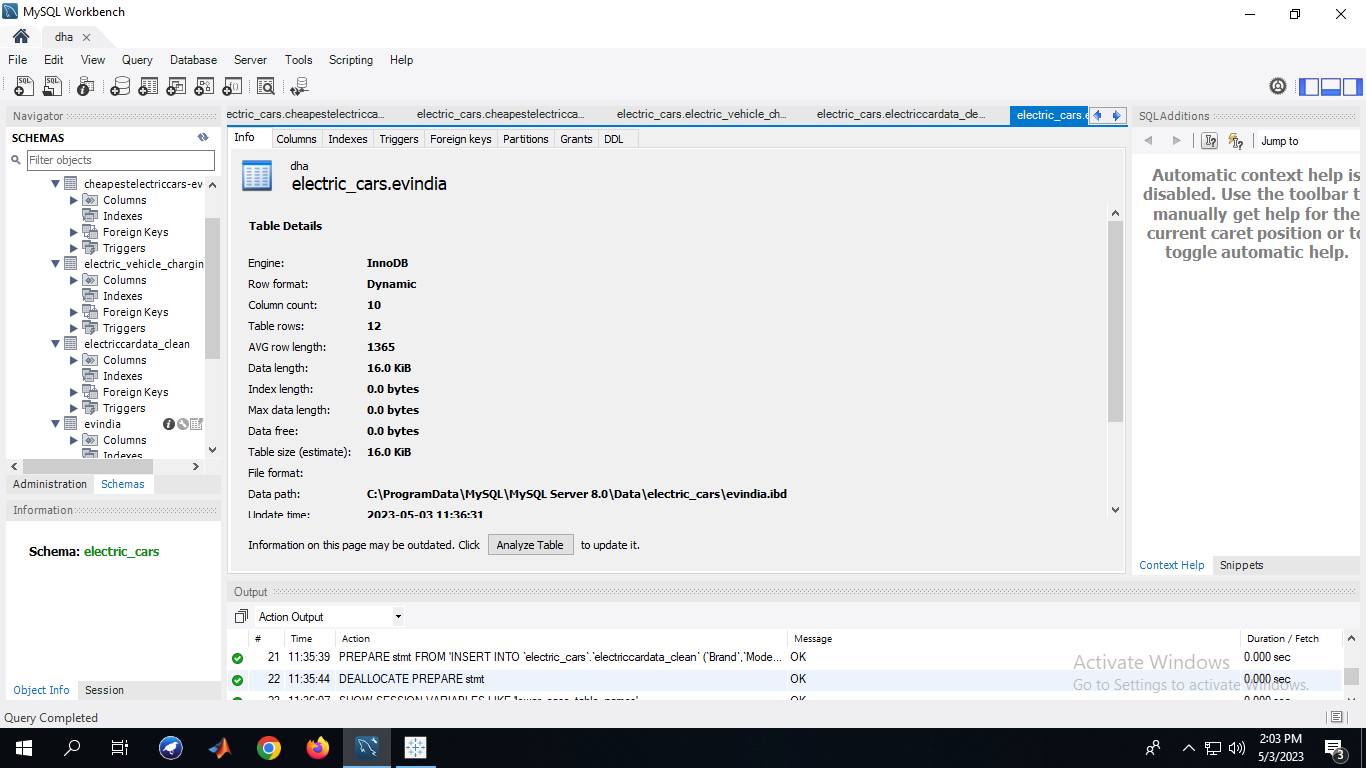 MySQL Workbench
dha
File Edit View Query Database Server Tools Scripting Help
Navigator
SCHEMAS
Filter objects
cheapestelectriccars-ev
Columns
Indexes
Foreign Keys
Triggers
electric_vehicle_chargin
Columns
Indexes
Foreign Keys
Triggers
electriccardata_clean
Columns
Indexes
Foreign Keys
Triggers
evindia
Columns
Indexes
Administration Schemas
Information
Schema: electric_cars
Object Info Session
ectric_cars.cheapestelectricca... electric_cars.cheapestelectricca... electric_cars.electric_vehicle_ch... electric_cars.electriccardata_cle... electric_cars.e
Info Columns Indexes Triggers Foreign keys Partitions Grants DDL
dha
electric_cars.evindia
Table Details
Engine: InnoDB
Row format: Dynamic
Column count: 10
Table rows: 12
AVG row length: 1365
Data length: 16.0 KiB
Index length: 0.0 bytes
Max data length: 0.0 bytes
Data free: 0.0 bytes
Table size (estimate): 16.0 KiB
File format:
Data path: C:\ProgramData\MySQL\MySQL Server 8.0\Data\electric_cars\evindia.ibd
Update time: 2023-05-03 11:36:31
Information on this page may be outdated. Click Analyze Table to update it.
SQLAdditions
Jump to
Automatic context help is
disabled. Use the toolbar t
manually get help for the
current caret position or to
toggle automatic help.
Context Help Snippets
Output
Action Output
# Time Action Message Duration / Fetch
21 11:35:39 PREPARE stmt FROM 'INSERT INTO `electric_cars`.`electriccardata_clean` (`Brand`,`Mode... OK 0.000 sec
22 11:35:44 DEALLOCATE PREPARE stmt OK 0.000 sec
Activate Windows
Go to Settings to activate Windows.
Query Completed
2:03 PM
5/3/2023
3